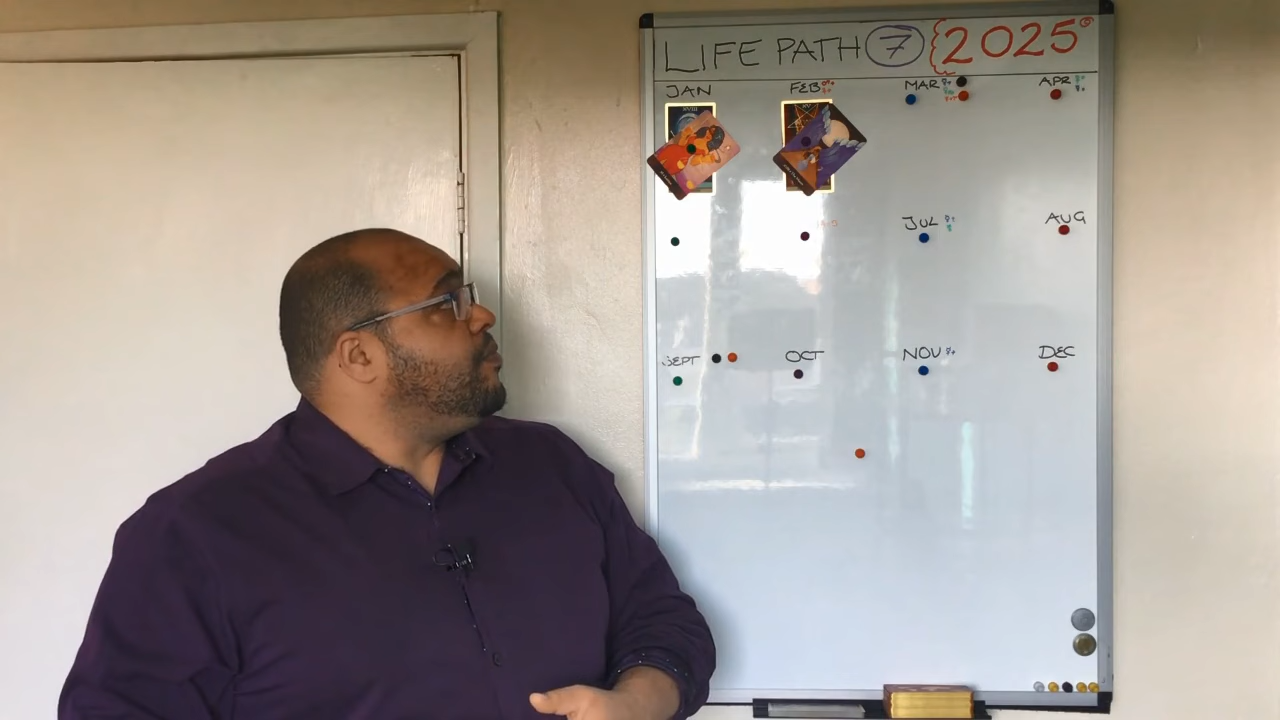 LIFE PATH 7 2025
JAN FEB MAR APR
JUL AUG
SEPT OCT NOV DEC